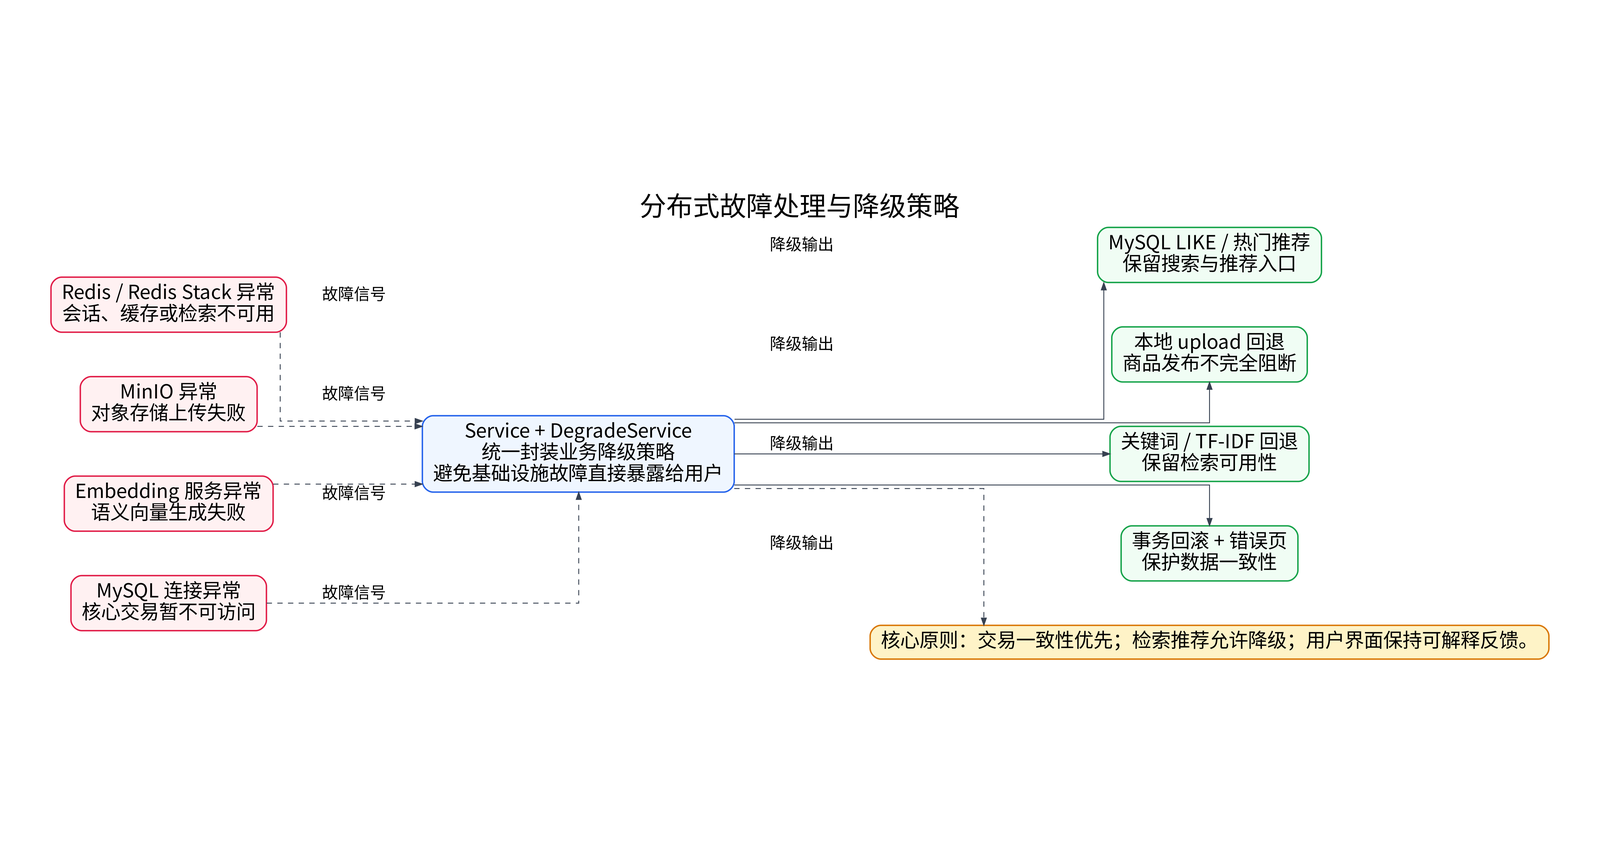 分布式故障处理与降级策略
Redis / Redis Stack 异常
会话、缓存或检索不可用
故障信号
MinIO 异常
对象存储上传失败
故障信号
Embedding 服务异常
语义向量生成失败
故障信号
MySQL 连接异常
核心交易暂不可访问
故障信号
Service + DegradeService
统一封装业务降级策略
避免基础设施故障直接暴露给用户
降级输出
MySQL LIKE / 热门推荐
保留搜索与推荐入口
降级输出
本地 upload 回退
商品发布不完全阻断
降级输出
关键词 / TF-IDF 回退
保留检索可用性
降级输出
事务回滚 + 错误页
保护数据一致性
核心原则：交易一致性优先；检索推荐允许降级；用户界面保持可解释反馈。